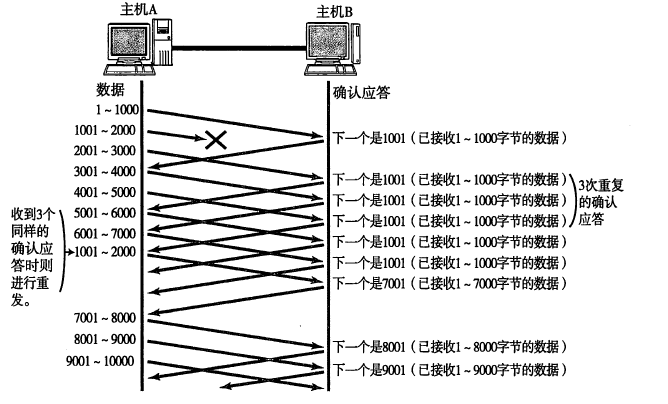 主机A
主机B
数据
确认应答
1~1000
1001~2000
下一个是1001（已接收1~1000字节的数据）
2001~3000
3001~4000
下一个是1001（已接收1~1000字节的数据）
4001~5000
下一个是1001（已接收1~1000字节的数据）
5001~6000
下一个是1001（已接收1~1000字节的数据）
6001~7000
下一个是1001（已接收1~1000字节的数据）
1001~2000
下一个是1001（已接收1~1000字节的数据）
下一个是7001（已接收1~7000字节的数据）
3次重复
的确认
应答
收到3个
同样的
确认应
答时则
进行重
发。
7001~8000
8001~9000
下一个是8001（已接收1~8000字节的数据）
9001~10000
下一个是9001（已接收1~9000字节的数据）